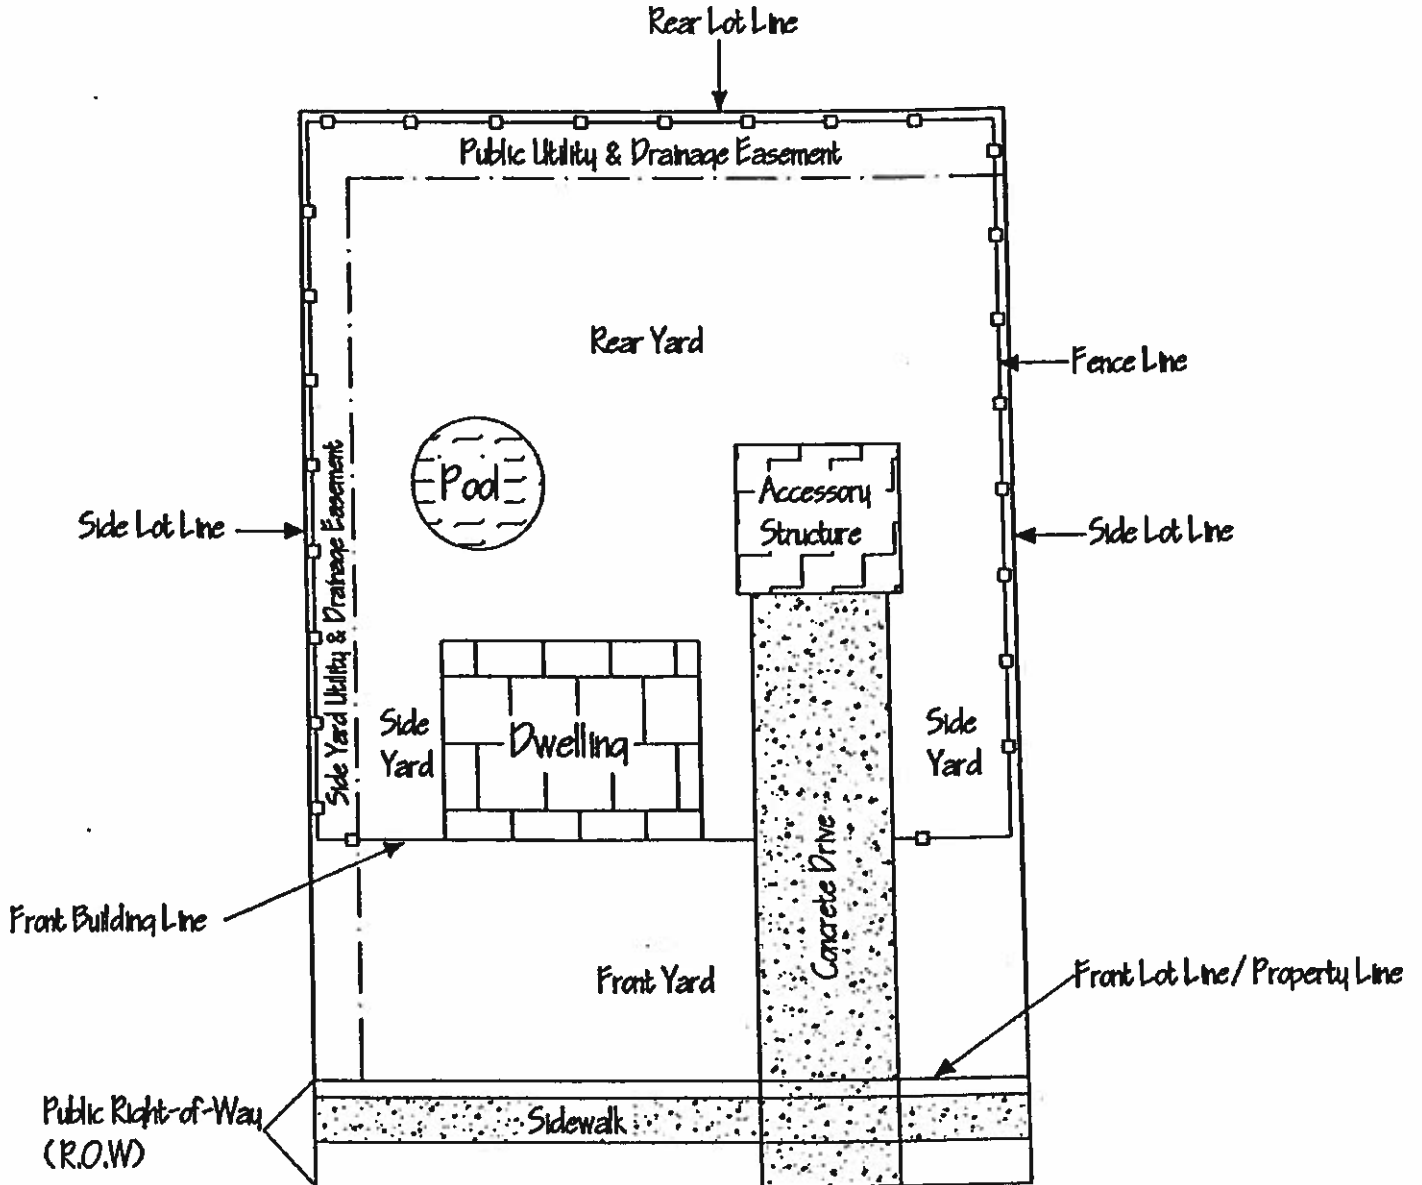 Rear Lot Line
Public Utility & Drainage Easement
Rear Yard
Fence Line
Pool
Accessory
Structure
Side Lot Line
Side Yard Utility & Drainage Easement
Side Lot Line
Side
Yard
Dwelling
Side
Yard
Concrete Drive
Front Building Line
Front Yard
Front Lot Line/Property Line
Public Right-of-Way
(R.O.W)
Sidewalk